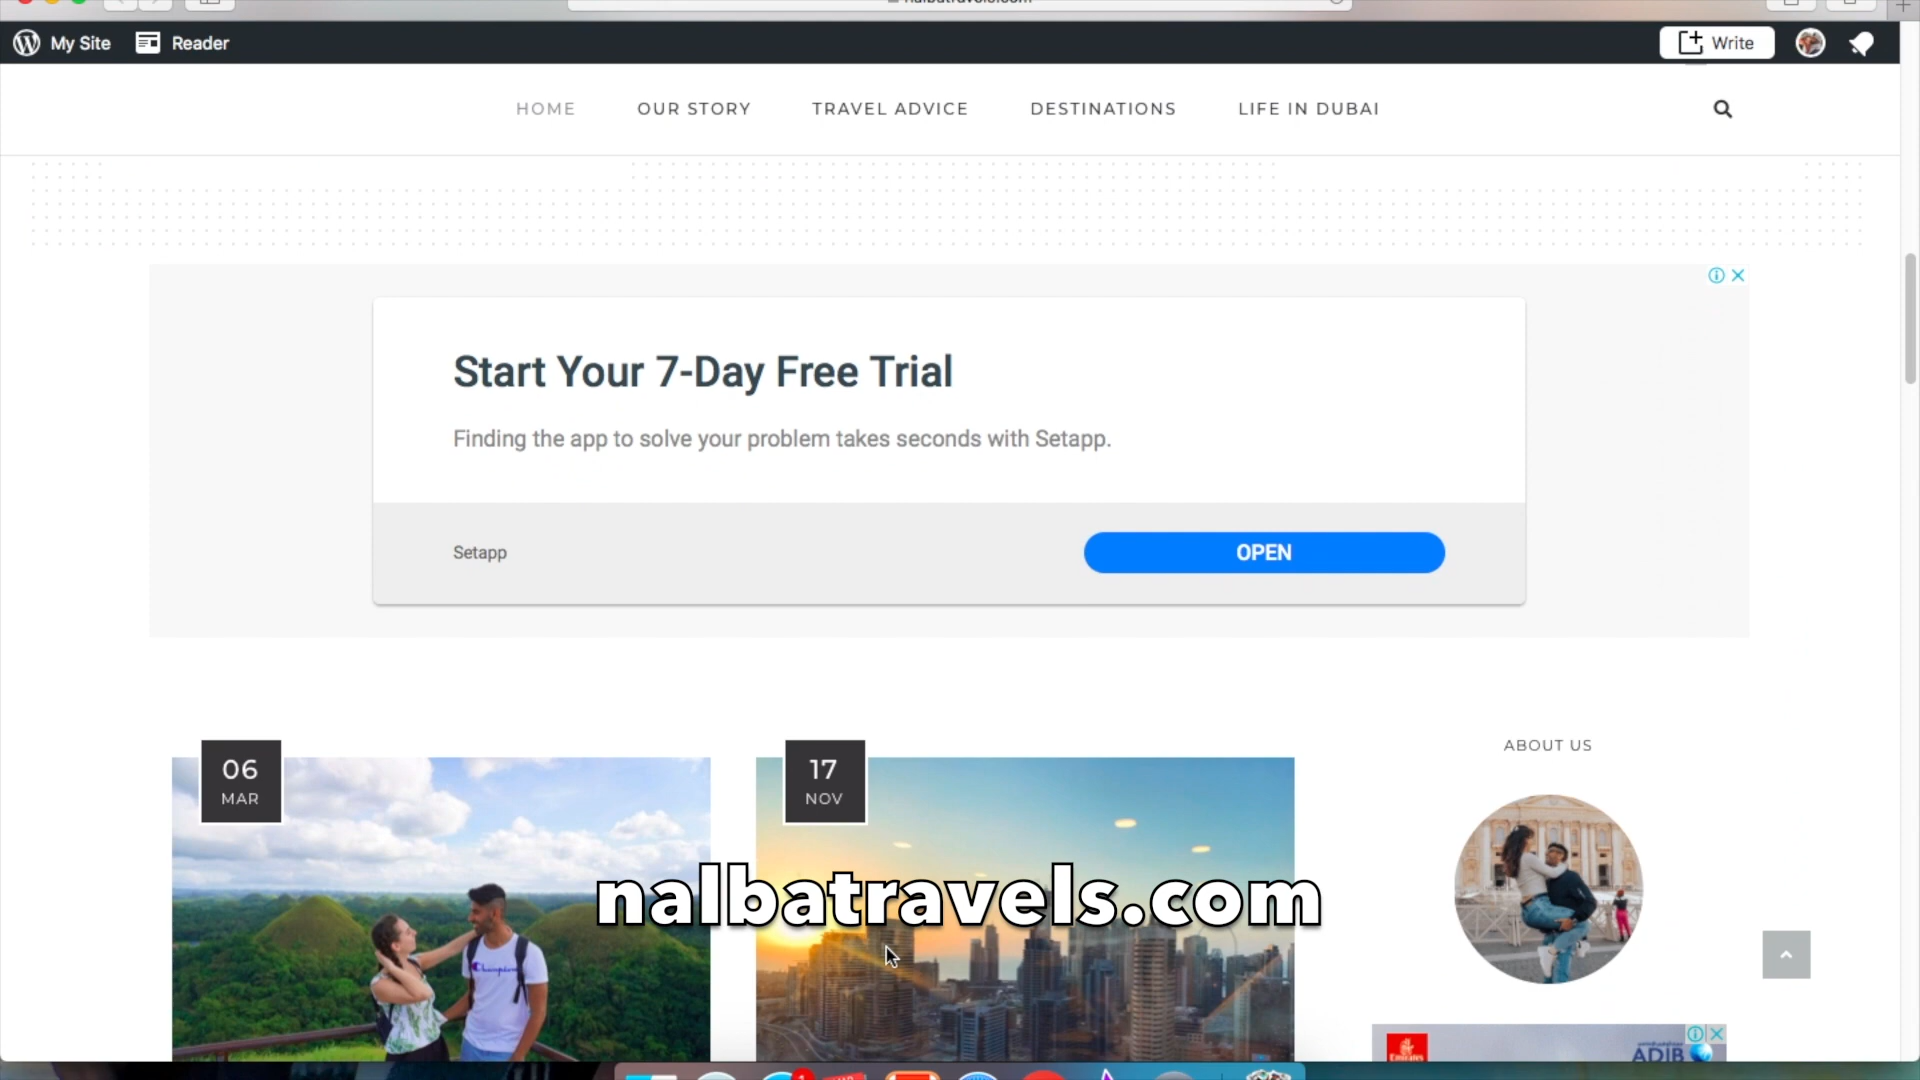 My Site
Reader
Write
HOME
OUR STORY
TRAVEL ADVICE
DESTINATIONS
LIFE IN DUBAI
Start Your 7-Day Free Trial
Finding the app to solve your problem takes seconds with Setapp.
Setapp
OPEN
06
MAR
17
NOV
ABOUT US
nalbatravels.com
Champion
Emirates
ADIB